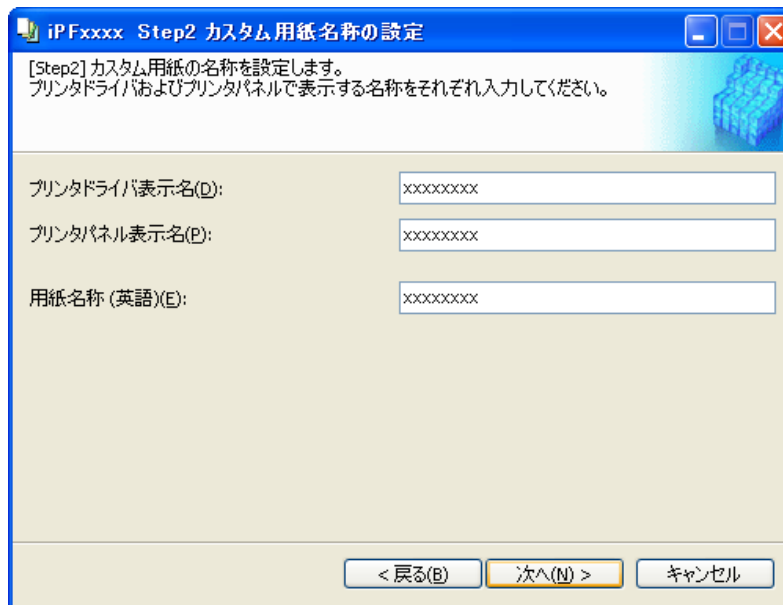 iPFxxxx Step2 カスタム用紙名称の設定
[Step2] カスタム用紙の名称を設定します。
プリンタドライバおよびプリンタパネルで表示する名称をそれぞれ入力してください。
プリンタドライバ表示名(D): xxxxxxxx
プリンタパネル表示名(P): xxxxxxxx
用紙名称 (英語)(E): xxxxxxxx
< 戻る(B) 次へ(N) > キャンセル